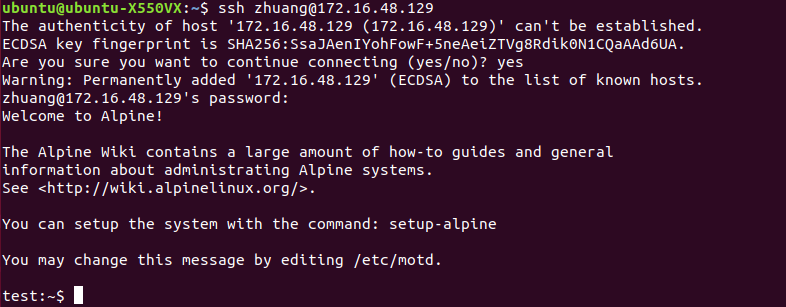 ubuntu@ubuntu-X550VX:~$ ssh zhuang@172.16.48.129
The authenticity of host '172.16.48.129 (172.16.48.129)' can't be established.
ECDSA key fingerprint is SHA256:SsaJAenIYohFowF+5neAeiZTVg8Rdik0N1CQaAAd6UA.
Are you sure you want to continue connecting (yes/no)? yes
Warning: Permanently added '172.16.48.129' (ECDSA) to the list of known hosts.
zhuang@172.16.48.129's password:
Welcome to Alpine!
The Alpine Wiki contains a large amount of how-to guides and general
information about administrating Alpine systems.
See <http://wiki.alpinelinux.org/>.
You can setup the system with the command: setup-alpine
You may change this message by editing /etc/motd.
test:~$